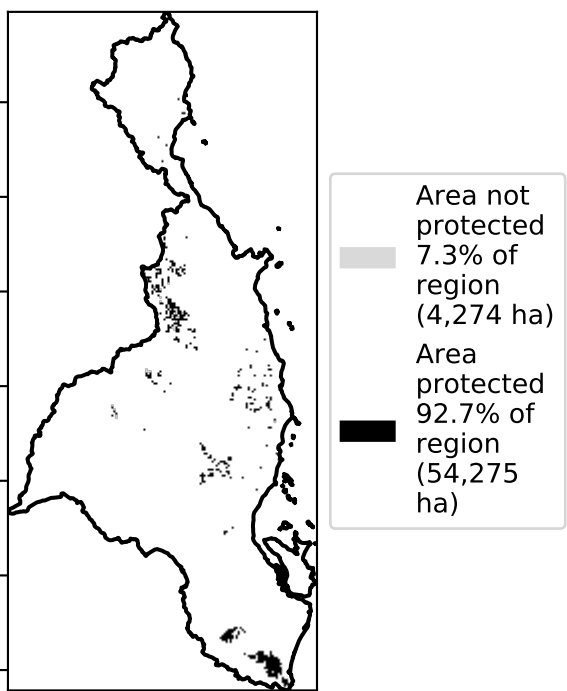 Area not
protected
7.3% of
region
(4,274 ha)
Area
protected
92.7% of
region
(54,275
ha)